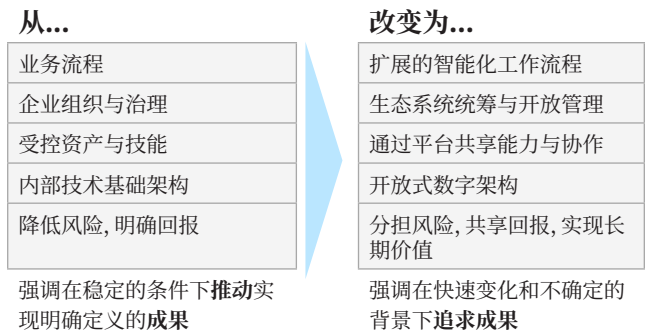 从...
业务流程
企业组织与治理
受控资产与技能
内部技术基础架构
降低风险, 明确回报
强调在稳定的条件下推动实
现明确定义的成果
改变为...
扩展的智能化工作流程
生态系统统筹与开放管理
通过平台共享能力与协作
开放式数字架构
分担风险, 共享回报, 实现长
期价值
强调在快速变化和不确定的
背景下追求成果